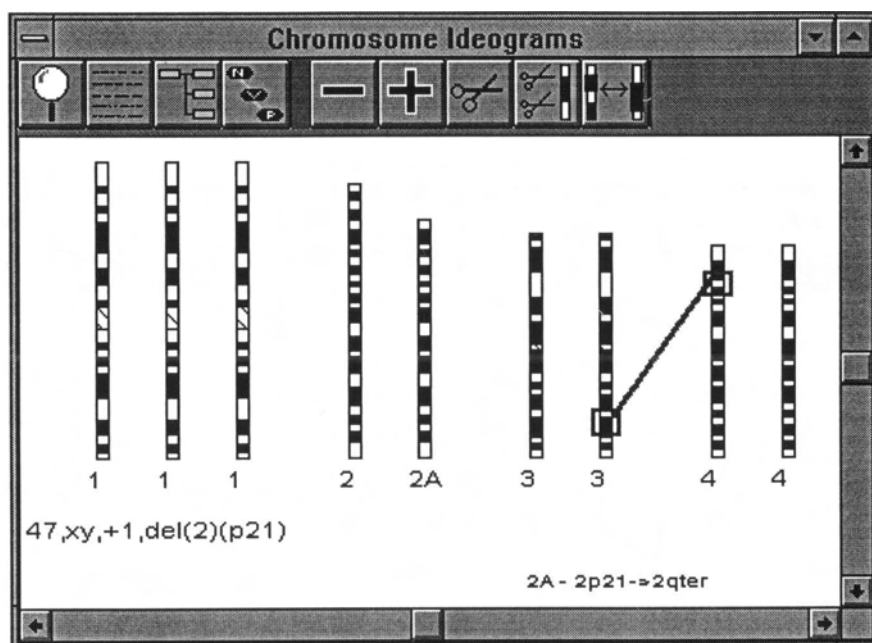 Chromosome Ideograms
N
V
P
1 1 1 2 2A 3 3 4 4
47,xy,+1,del(2)(p21)
2A - 2p21->2qter